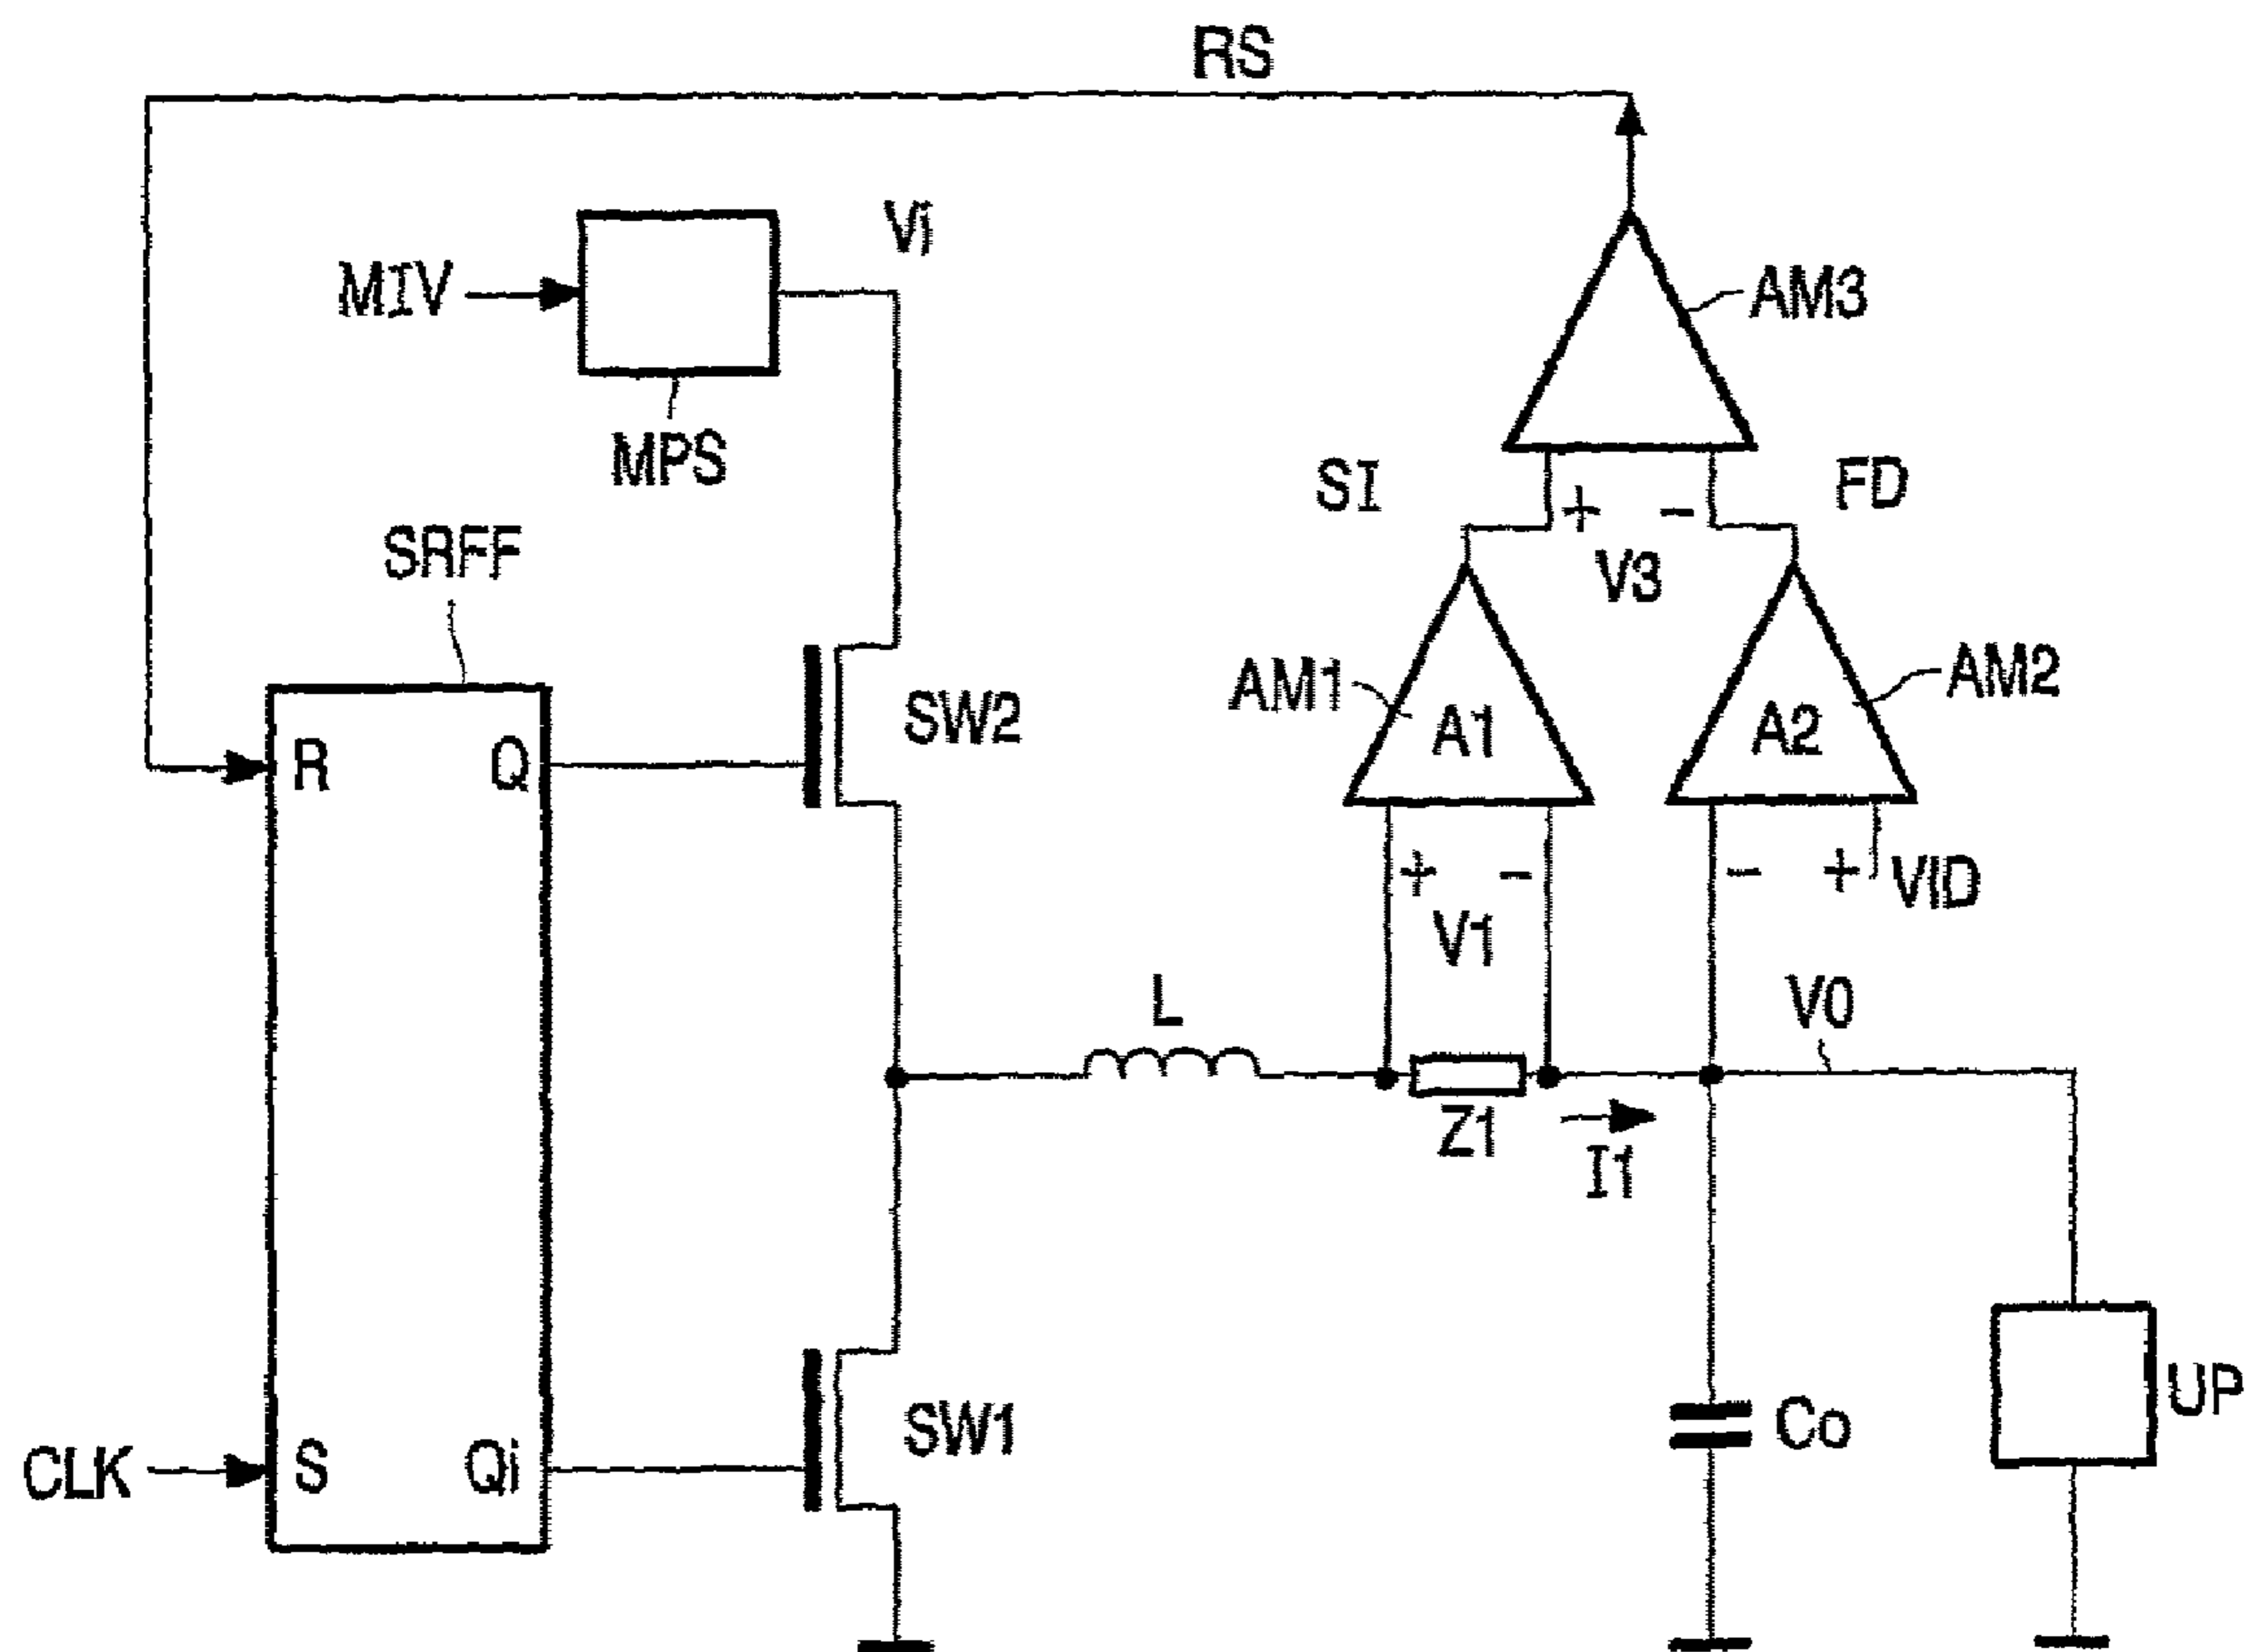 RS
Vi
MIV
AM3
MPS
SI
+ -
FD
SRFF
V3
AM1
A1
A2
AM2
SW2
R
Q
+ -
- +
VID
V1
L
V0
Z1
I1
UP
SW1
Co
CLK
S
Qi